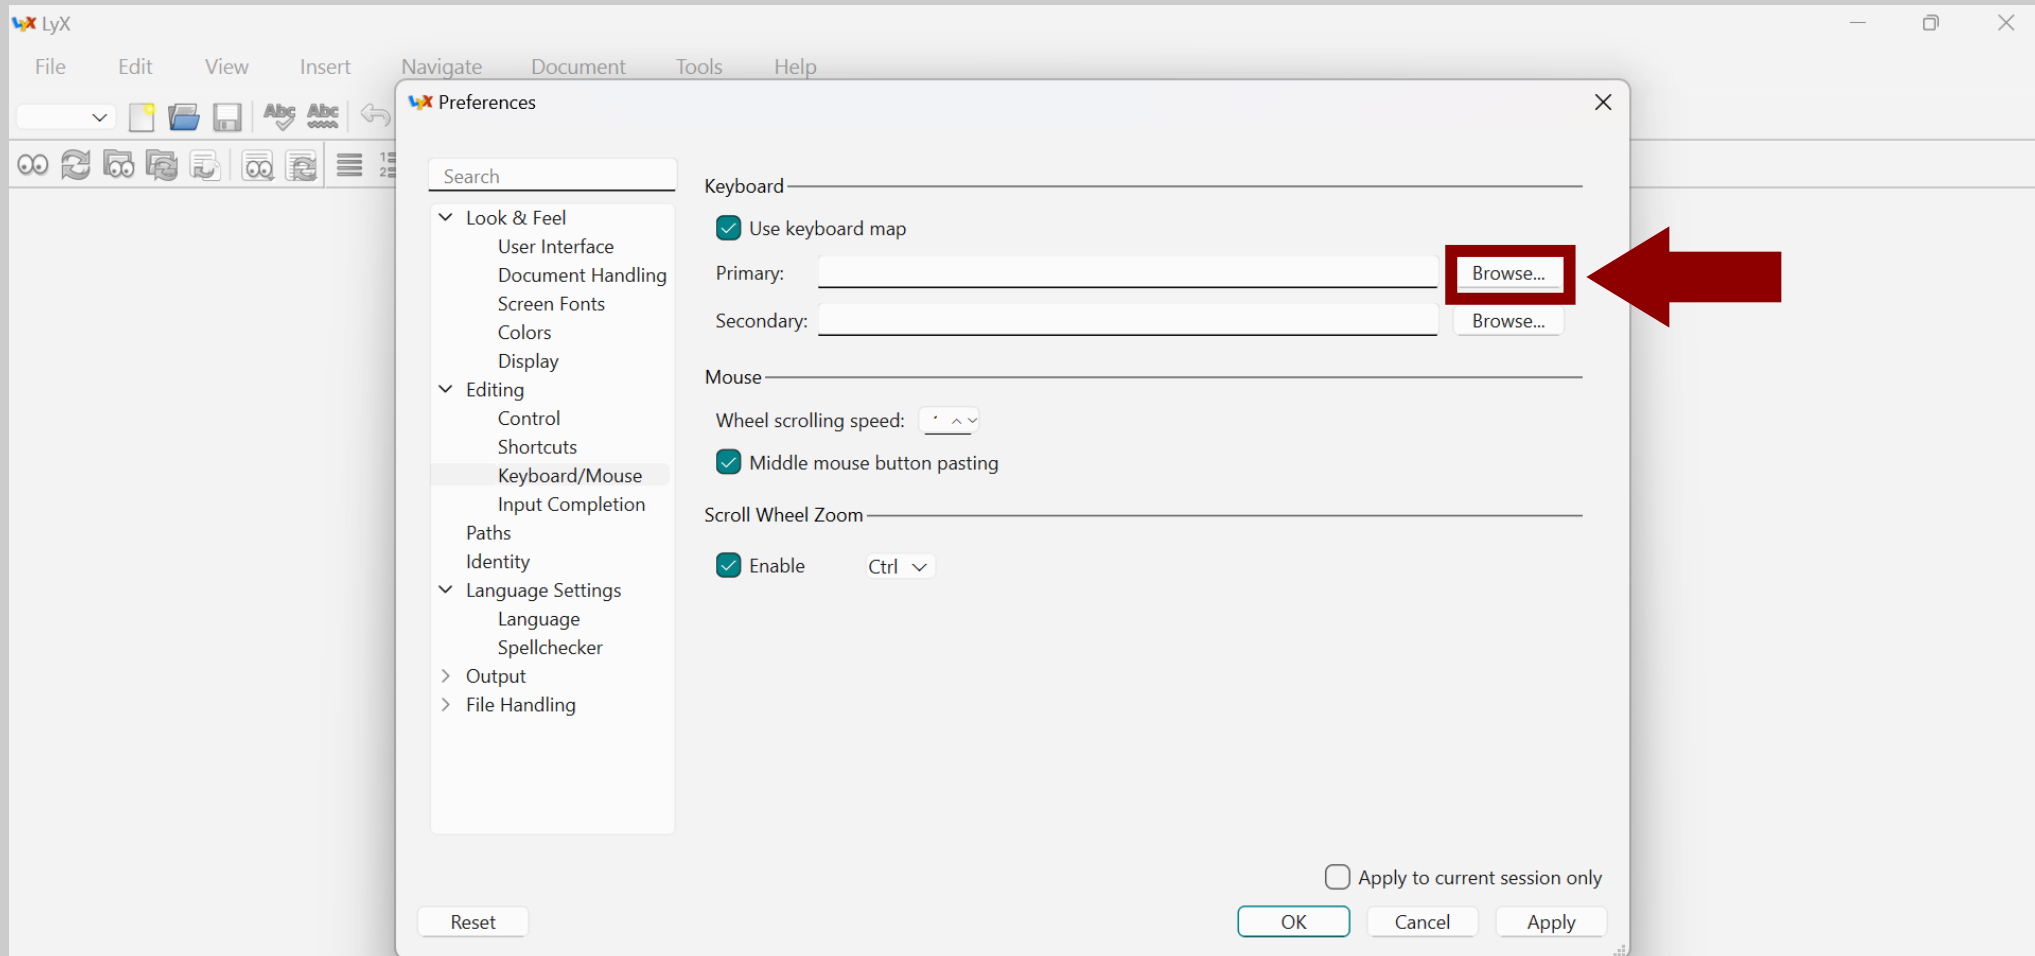 LyX
File Edit View Insert Navigate Document Tools Help
Preferences
Abc Abc
Search
Look & Feel
User Interface
Document Handling
Screen Fonts
Colors
Display
Editing
Control
Shortcuts
Keyboard/Mouse
Input Completion
Paths
Identity
Language Settings
Language
Spellchecker
Output
File Handling
Keyboard
Use keyboard map
Primary: Browse...
Secondary: Browse...
Mouse
Wheel scrolling speed:
Middle mouse button pasting
Scroll Wheel Zoom
Enable Ctrl
Apply to current session only
Reset OK Cancel Apply